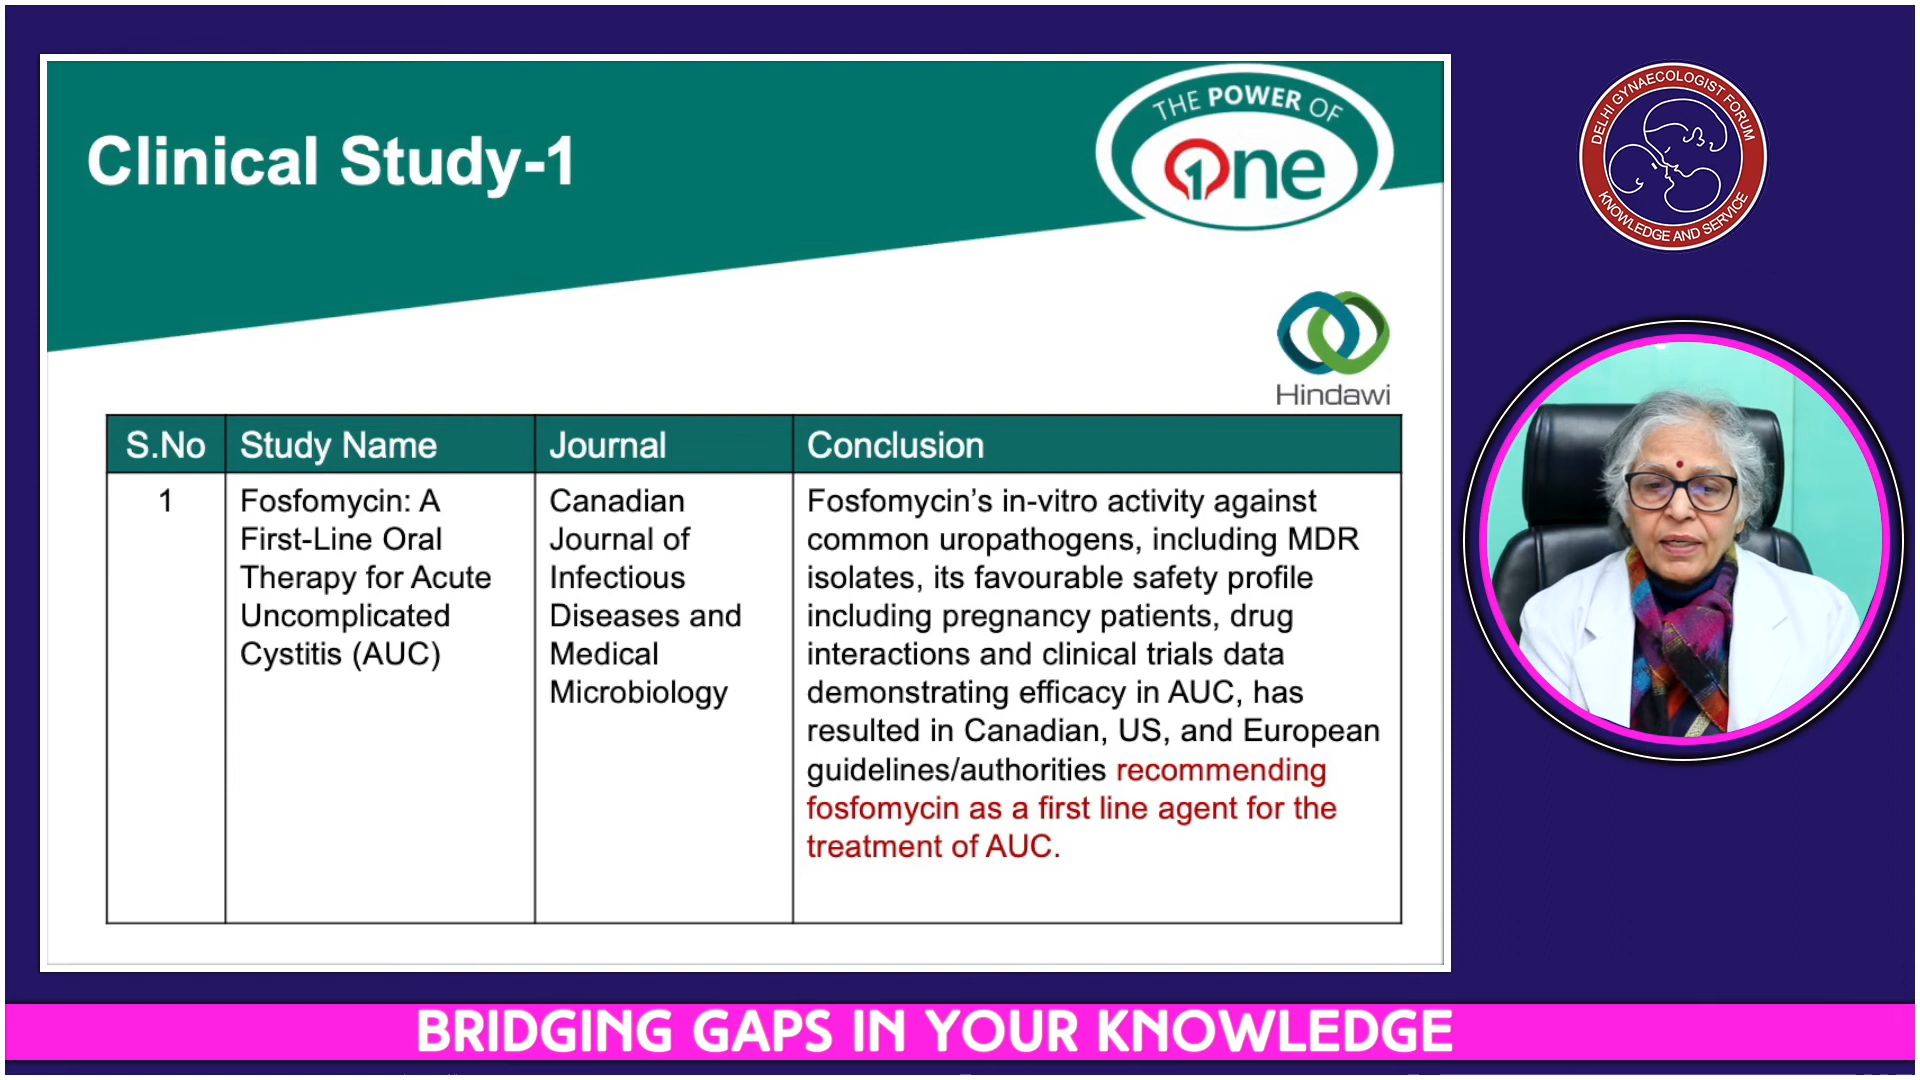 Clinical Study-1
THE POWER OF
One
DELHI GYNAECOLOGIST FORUM
KNOWLEDGE AND SERVICE
Hindawi
S.No
Study Name
Journal
Conclusion
1
Fosfomycin: A
First-Line Oral
Therapy for Acute
Uncomplicated
Cystitis (AUC)
Canadian
Journal of
Infectious
Diseases and
Medical
Microbiology
Fosfomycin’s in-vitro activity against
common uropathogens, including MDR
isolates, its favourable safety profile
including pregnancy patients, drug
interactions and clinical trials data
demonstrating efficacy in AUC, has
resulted in Canadian, US, and European
guidelines/authorities recommending
fosfomycin as a first line agent for the
treatment of AUC.
BRIDGING GAPS IN YOUR KNOWLEDGE